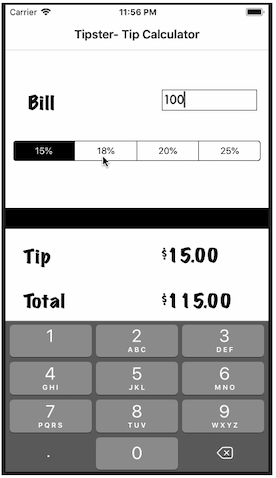 Carrier 11:56 PM
Tipster- Tip Calculator
Bill 100
15% 18% 20% 25%
Tip $15.00
Total $115.00
1 2 3
ABC DEF
4 5 6
GHI JKL MNO
7 8 9
PQRS TUV WXYZ
. 0